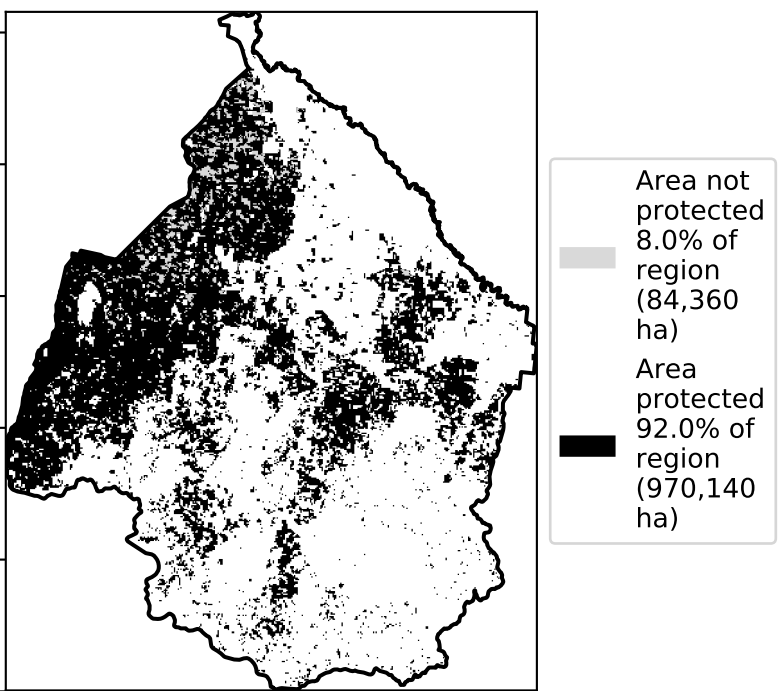 Area not
protected
8.0% of
region
(84,360
ha)
Area
protected
92.0% of
region
(970,140
ha)